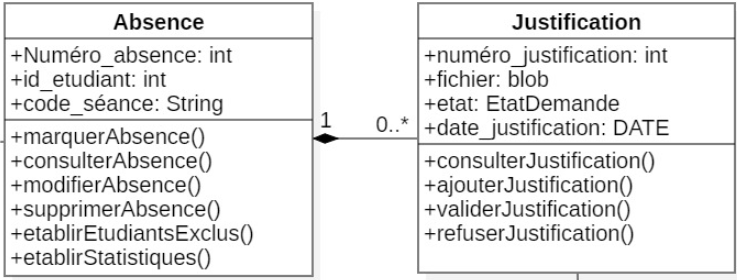 Absence
+Numéro_absence: int
+id_etudiant: int
+code_séance: String
+marquerAbsence()
+consulterAbsence()
+modifierAbsence()
+supprimerAbsence()
+etablirEtudiantsExclus()
+etablirStatistiques()
1
0..*
Justification
+numéro_justification: int
+fichier: blob
+etat: EtatDemande
+date_justification: DATE
+consulterJustification()
+ajouterJustification()
+validerJustification()
+refuserJustification()